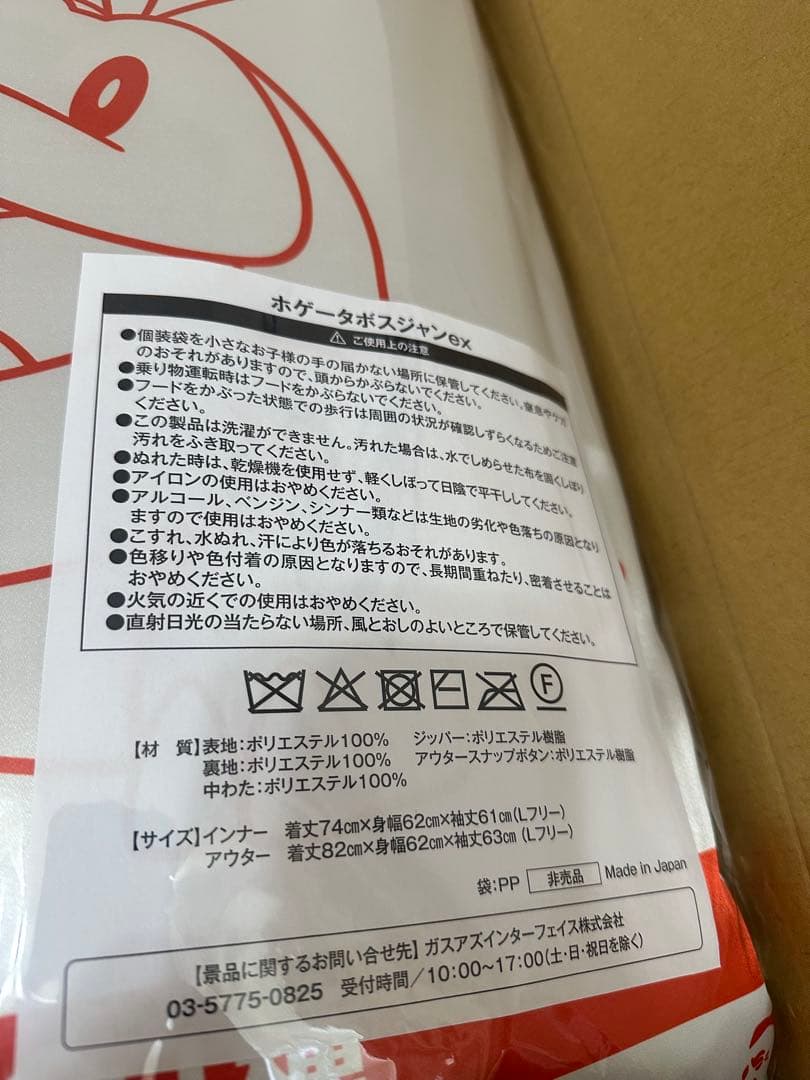 ホゲータボスジャンex
ご使用上の注意
●個装袋を小さなお子様の手の届かない場所に保管してください。窒息やケガ
のおそれがありますので、頭からかぶらないでください。
●乗り物運転時はフードをかぶらないでください。
●フードをかぶった状態での歩行は周囲の状況が確認しずらくなるためご注意
ください。
●この製品は洗濯ができません。汚れた場合は、水でしめらせた布を固くしぼり
汚れをふき取ってください。
●ぬれた時は、乾燥機を使用せず、軽くしぼって日陰で平干ししてください。
●アイロンの使用はおやめください。
●アルコール、ベンジン、シンナー類などは生地の劣化や色落ちの原因となり
ますので使用はおやめください。
●こすれ、水ぬれ、汗により色が落ちるおそれがあります。
●色移りや色付着の原因となりますので、長期間重ねたり、密着させることは
おやめください。
●火気の近くでの使用はおやめください。
●直射日光の当たらない場所、風とおしのよいところで保管してください。
F
【材 質】表地:ポリエステル100% ジッパー:ポリエステル樹脂
裏地:ポリエステル100% アウタースナップボタン:ポリエステル樹脂
中わた:ポリエステル100%
【サイズ】インナー 着丈74cm×身幅62cm×袖丈61cm(Lフリー)
アウター 着丈82cm×身幅62cm×袖丈63cm (Lフリー)
袋:PP 非売品 Made in Japan
【景品に関するお問い合せ先】ガスアズインターフェイス株式会社
03-5775-0825 受付時間/10:00~17:00(土・日・祝日を除く)